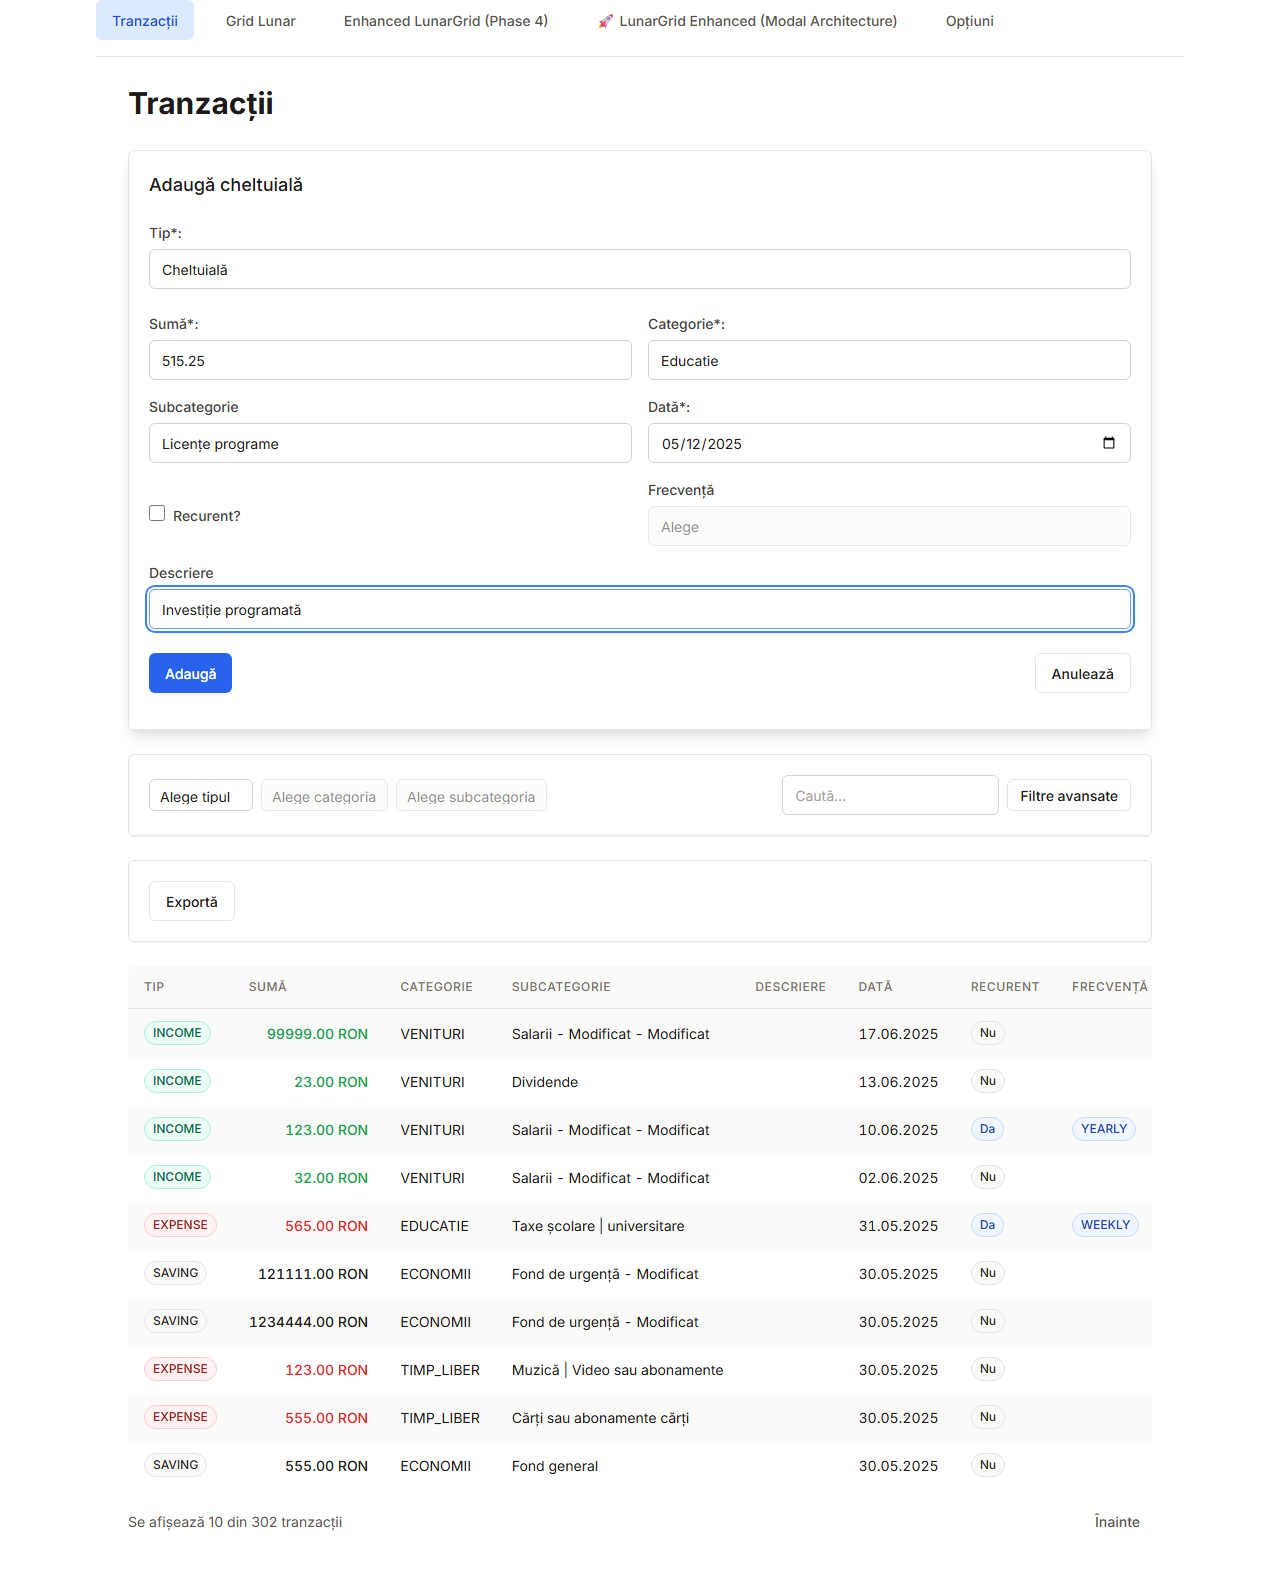 Tranzacții Grid Lunar Enhanced LunarGrid (Phase 4) 🚀 LunarGrid Enhanced (Modal Architecture) Opțiuni
Tranzacții
Adaugă cheltuială
Tip*:
Cheltuială
Sumă*: Categorie*:
515.25 Educatie
Subcategorie Dată*:
Licențe programe 05/12/2025
Frecvență
Recurent?
Alege
Descriere
Investiție programată
Adaugă Anulează
Alege tipul Alege categoria Alege subcategoria Caută... Filtre avansate
Exportă
TIP SUMĂ CATEGORIE SUBCATEGORIE DESCRIERE DATĂ RECURENT FRECVENȚĂ
INCOME 99999.00 RON VENITURI Salarii - Modificat - Modificat 17.06.2025 Nu
INCOME 23.00 RON VENITURI Dividende 13.06.2025 Nu
INCOME 123.00 RON VENITURI Salarii - Modificat - Modificat 10.06.2025 Da YEARLY
INCOME 32.00 RON VENITURI Salarii - Modificat - Modificat 02.06.2025 Nu
EXPENSE 565.00 RON EDUCATIE Taxe școlare | universitare 31.05.2025 Da WEEKLY
SAVING 121111.00 RON ECONOMII Fond de urgență - Modificat 30.05.2025 Nu
SAVING 1234444.00 RON ECONOMII Fond de urgență - Modificat 30.05.2025 Nu
EXPENSE 123.00 RON TIMP_LIBER Muzică | Video sau abonamente 30.05.2025 Nu
EXPENSE 555.00 RON TIMP_LIBER Cărți sau abonamente cărți 30.05.2025 Nu
SAVING 555.00 RON ECONOMII Fond general 30.05.2025 Nu
Se afișează 10 din 302 tranzacții Înainte